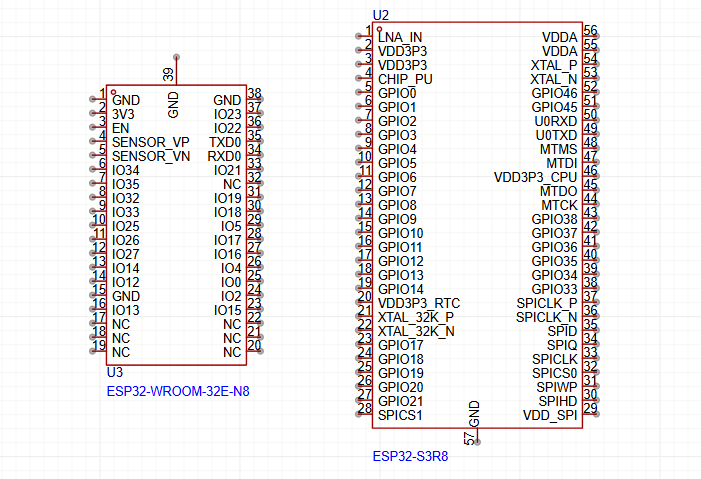 39
GND
1 GND GND 38
2 3V3 IO23 37
3 EN IO22 36
4 SENSOR_VP TXD0 35
5 SENSOR_VN RXD0 34
6 IO34 IO21 33
7 IO35 NC 32
8 IO32 IO19 31
9 IO33 IO18 30
10 IO25 IO5 29
11 IO26 IO17 28
12 IO27 IO16 27
13 IO14 IO4 26
14 IO12 IO0 25
15 GND IO2 24
16 IO13 IO15 23
17 NC NC 22
18 NC NC 21
19 NC NC 20
U3
ESP32-WROOM-32E-N8
U2
1 LNA_IN VDDA 56
2 VDD3P3 VDDA 55
3 VDD3P3 XTAL_P 54
4 CHIP_PU XTAL_N 53
5 GPIO0 GPIO46 52
6 GPIO1 GPIO45 51
7 GPIO2 U0RXD 50
8 GPIO3 U0TXD 49
9 GPIO4 MTMS 48
10 GPIO5 MTDI 47
11 GPIO6 VDD3P3_CPU 46
12 GPIO7 MTDO 45
13 GPIO8 MTCK 44
14 GPIO9 GPIO38 43
15 GPIO10 GPIO37 42
16 GPIO11 GPIO36 41
17 GPIO12 GPIO35 40
18 GPIO13 GPIO34 39
19 GPIO14 GPIO33 38
20 VDD3P3_RTC SPICLK_P 37
21 XTAL_32K_P SPICLK_N 36
22 XTAL_32K_N SPID 35
23 GPIO17 SPIQ 34
24 GPIO18 SPICLK 33
25 GPIO19 SPICS0 32
26 GPIO20 SPIWP 31
27 GPIO21 SPIHD 30
28 SPICS1 VDD_SPI 29
GND
57
ESP32-S3R8